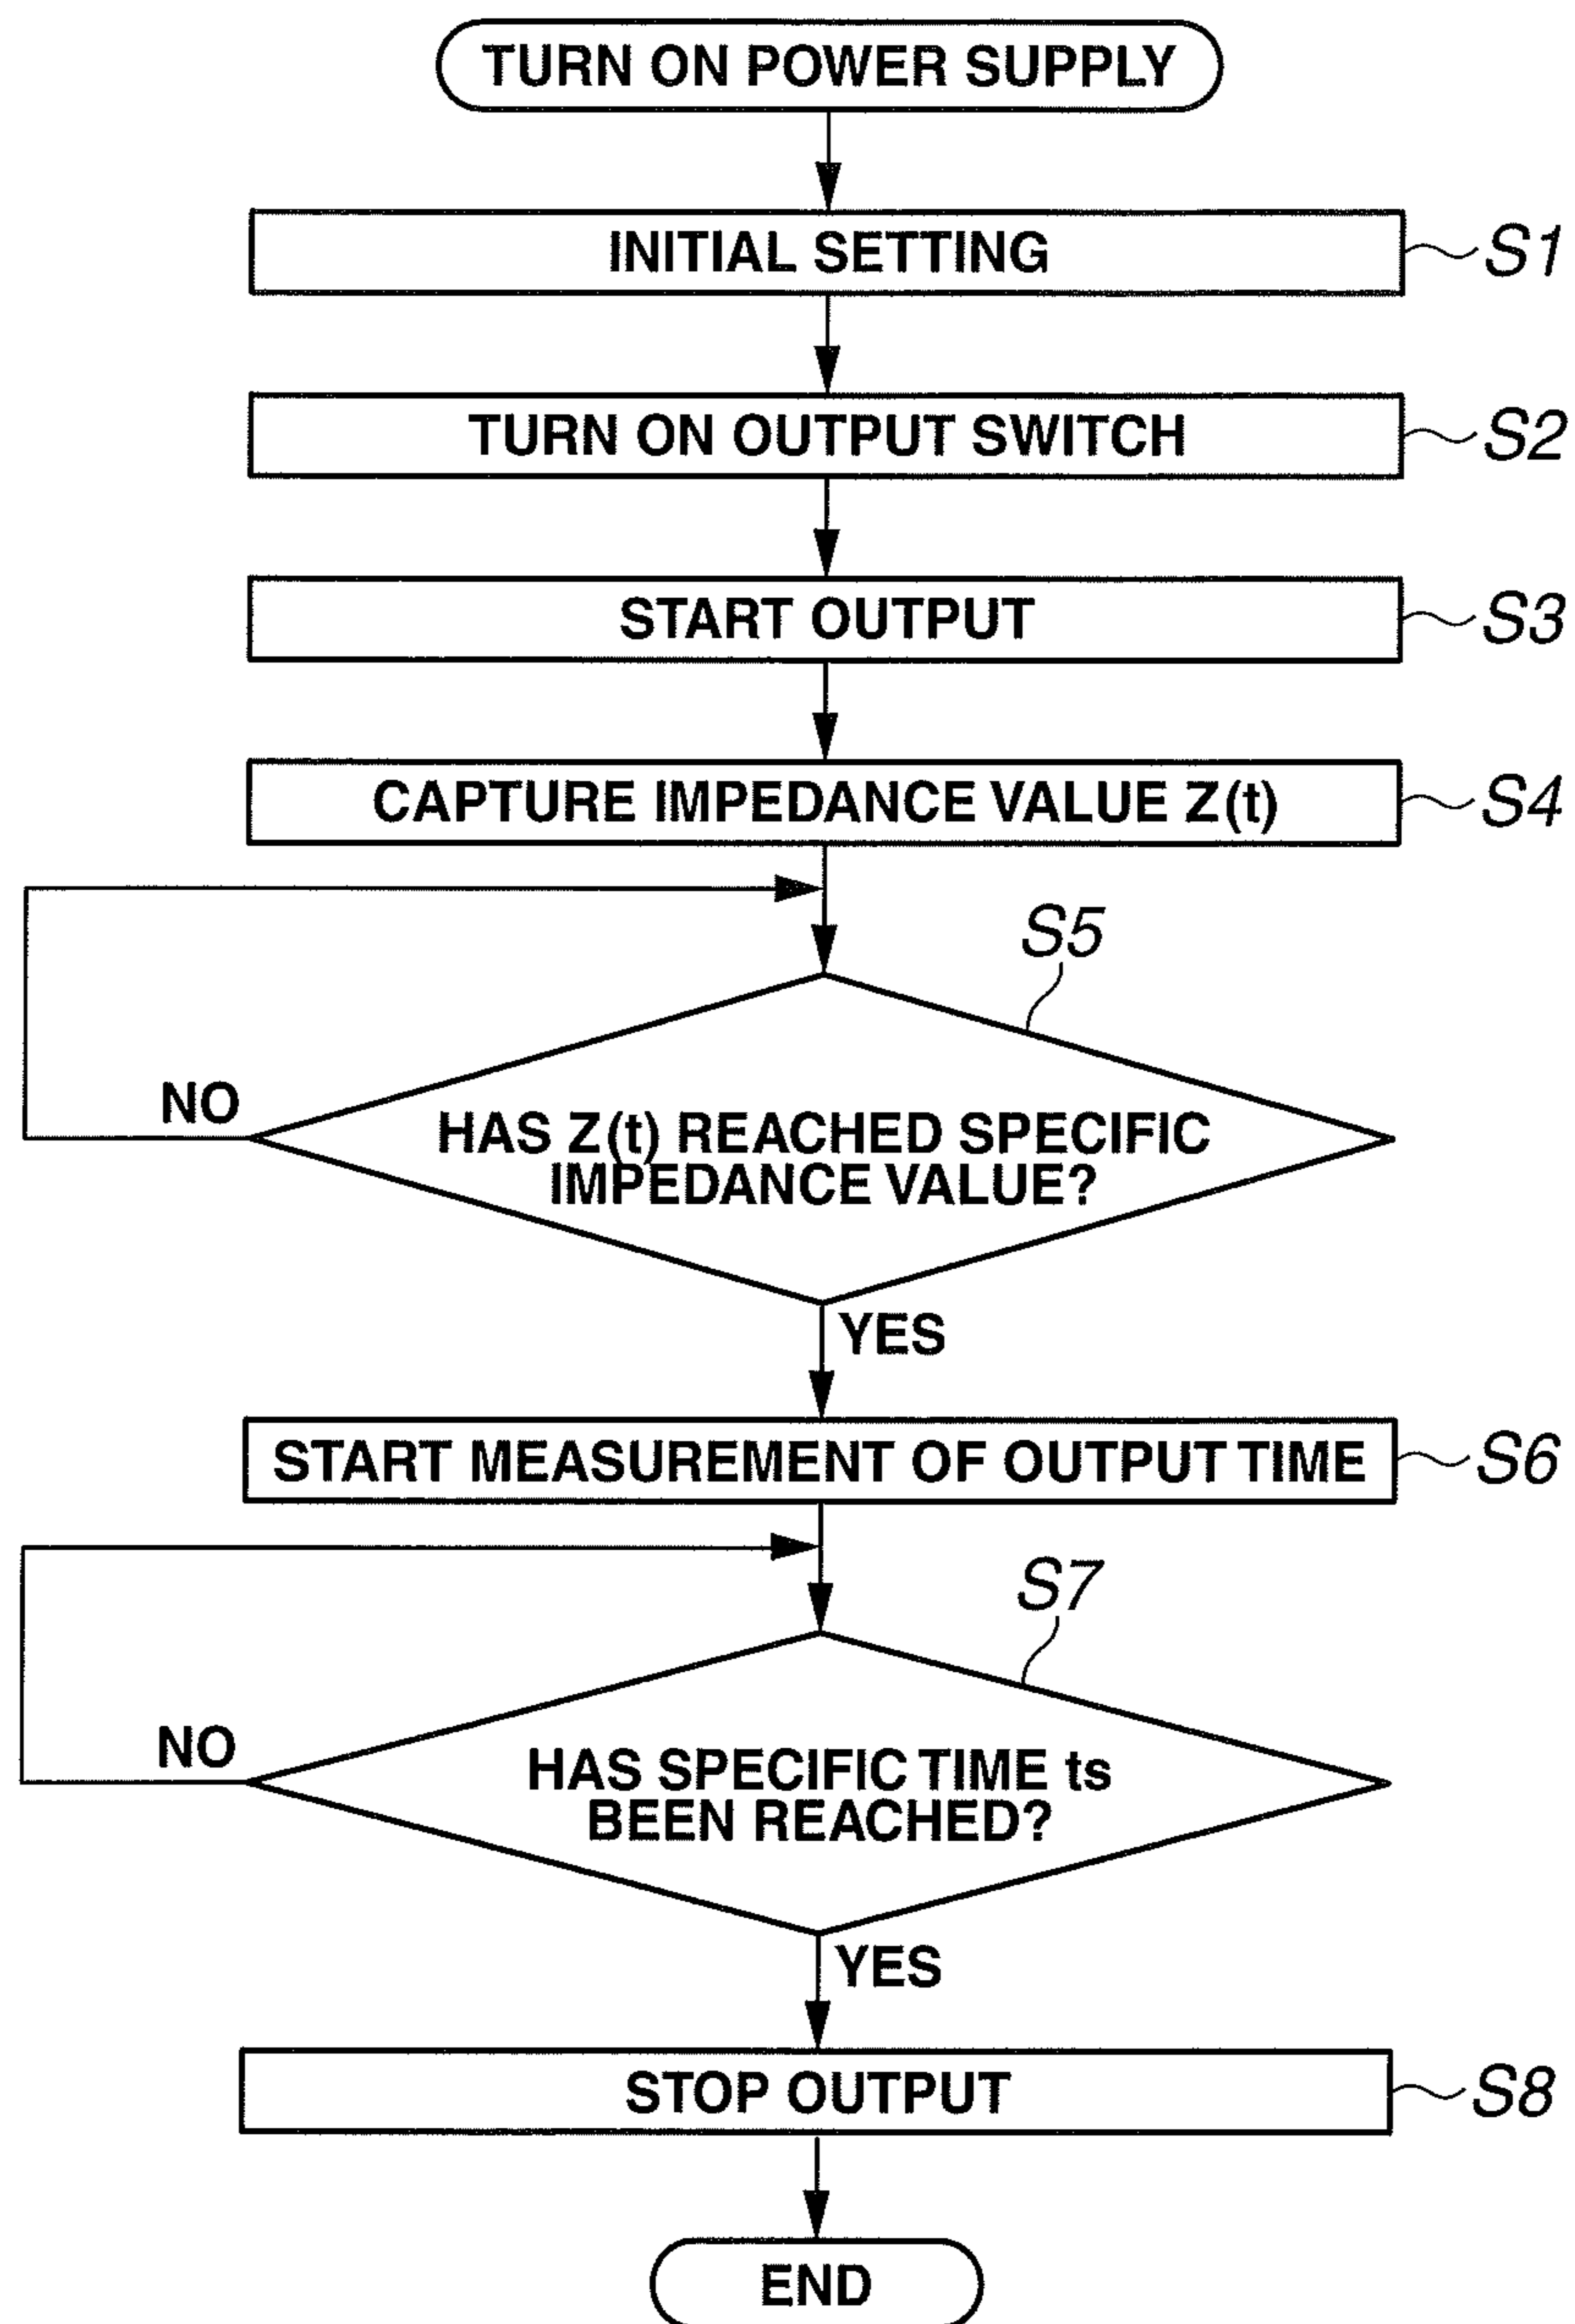 TURN ON POWER SUPPLY
INITIAL SETTING
S1
TURN ON OUTPUT SWITCH
S2
START OUTPUT
S3
CAPTURE IMPEDANCE VALUE Z(t)
S4
S5
NO
HAS Z(t) REACHED SPECIFIC
IMPEDANCE VALUE?
YES
START MEASUREMENT OF OUTPUT TIME
S6
S7
NO
HAS SPECIFIC TIME ts
BEEN REACHED?
YES
STOP OUTPUT
S8
END